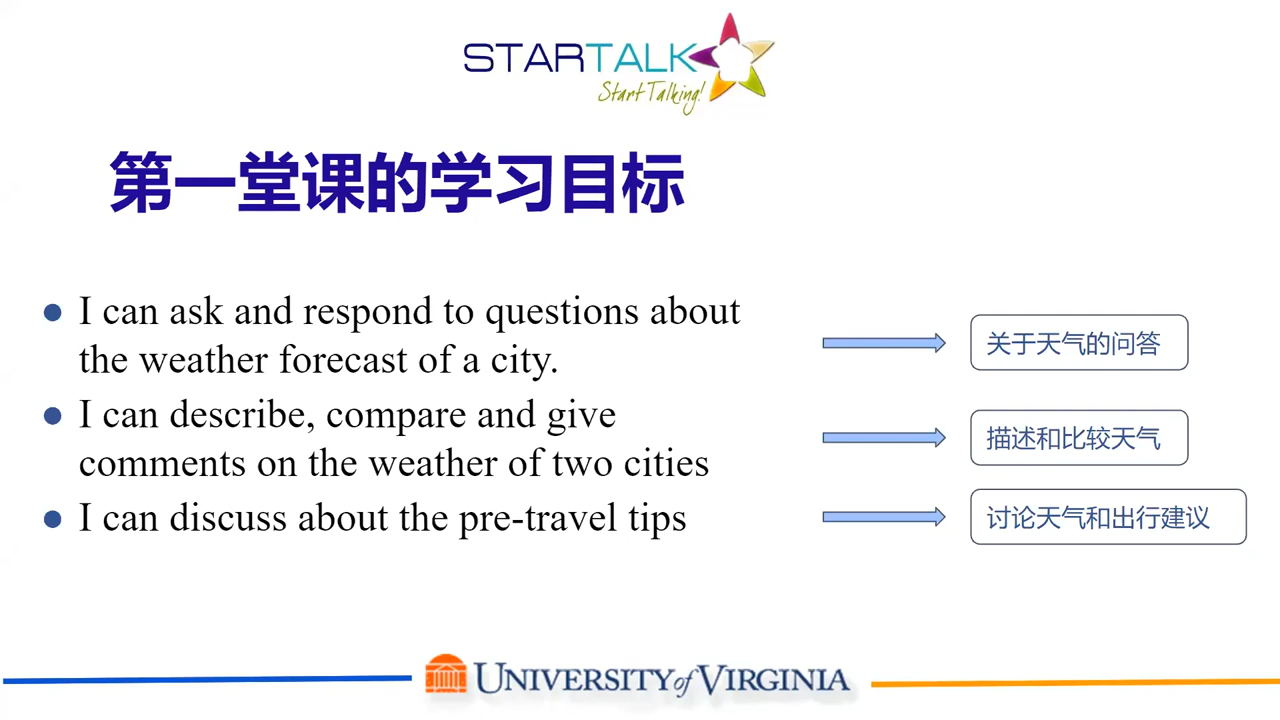 STARTALK
Start Talking!
第一堂课的学习目标
I can ask and respond to questions about
the weather forecast of a city.
关于天气的问答
I can describe, compare and give
comments on the weather of two cities
描述和比较天气
I can discuss about the pre-travel tips
讨论天气和出行建议
UNIVERSITY of VIRGINIA